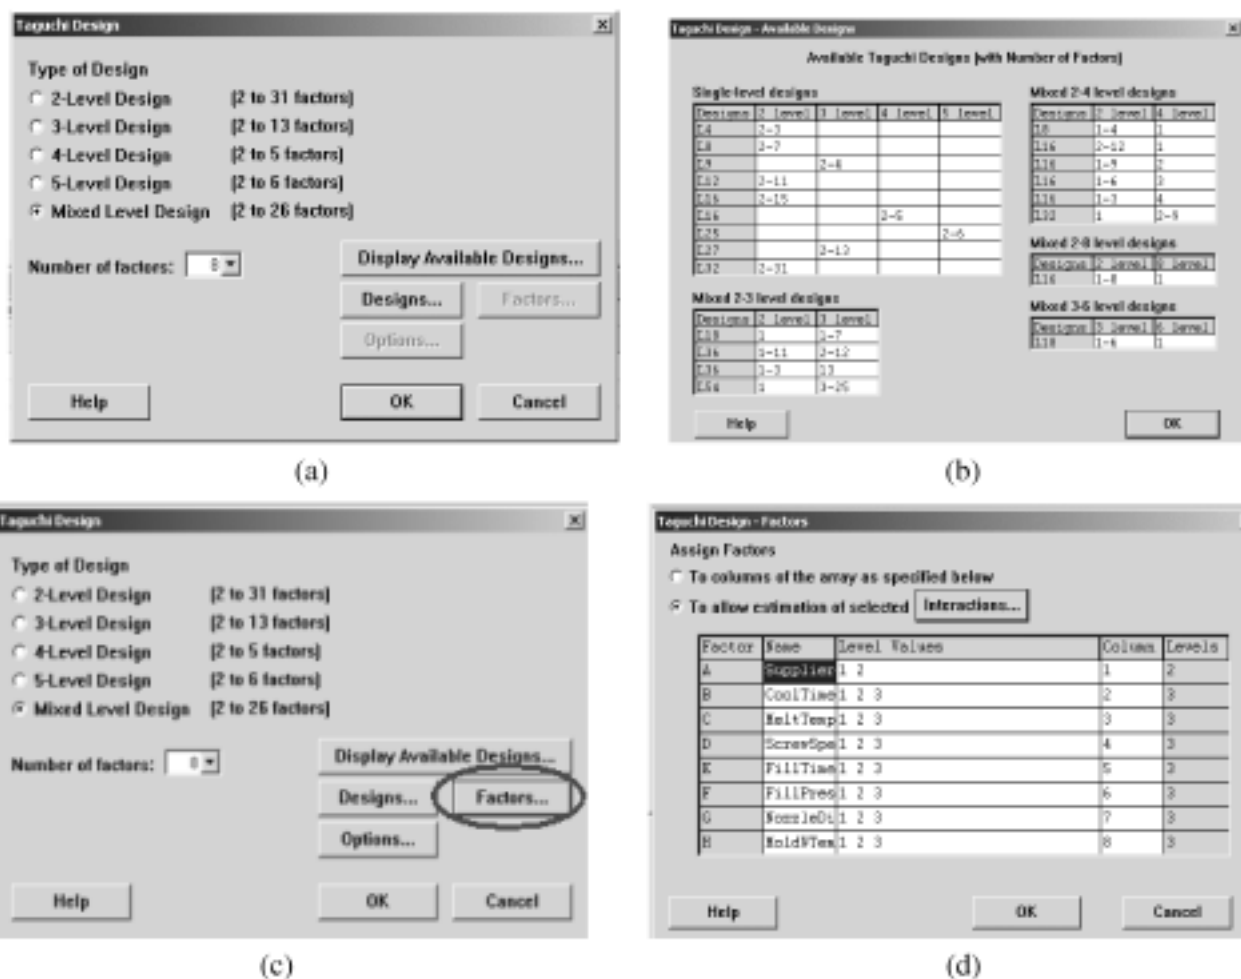 Taguchi Design
Type of Design
2-Level Design (2 to 31 factors)
3-Level Design (2 to 13 factors)
4-Level Design (2 to 5 factors)
5-Level Design (2 to 6 factors)
Mixed Level Design (2 to 26 factors)
Number of factors: 8
Display Available Designs...
Designs... Factors...
Options...
Help OK Cancel
(a)
Taguchi Design - Available Designs
Available Taguchi Designs (with Number of Factors)
Single-level designs
Designs 2 level 3 level 4 level 5 level
L4 2-3
L8 2-7
L9 2-4
L12 2-11
L16 2-15
L16 2-5
L25 2-6
L27 2-13
L32 2-31
Mixed 2-3 level designs
Designs 2 level 3 level
L18 1 1-7
L36 1-11 2-12
L36 1-3 13
L54 1 3-25
Mixed 2-4 level designs
Designs 2 level 4 level
L8 1-4 1
L16 2-12 1
L16 1-9 2
L16 1-6 3
L16 1-3 4
L32 1 2-9
Mixed 2-8 level designs
Designs 2 level 8 level
L16 1-8 1
Mixed 3-6 level designs
Designs 3 level 6 level
L18 1-6 1
Help OK
(b)
Taguchi Design
Type of Design
2-Level Design (2 to 31 factors)
3-Level Design (2 to 13 factors)
4-Level Design (2 to 5 factors)
5-Level Design (2 to 6 factors)
Mixed Level Design (2 to 26 factors)
Number of factors: 8
Display Available Designs...
Designs... Factors...
Options...
Help OK Cancel
(c)
Taguchi Design - Factors
Assign Factors
To columns of the array as specified below
To allow estimation of selected Interactions...
Factor Name Level Values Column Levels
A Supplier 1 2 1 2
B CoolTime 1 2 3 2 3
C MeltTemp 1 2 3 3 3
D ScrewSpe 1 2 3 4 3
E FillTime 1 2 3 5 3
F FillPres 1 2 3 6 3
G NozzleDi 1 2 3 7 3
H MoldWTem 1 2 3 8 3
Help OK Cancel
(d)